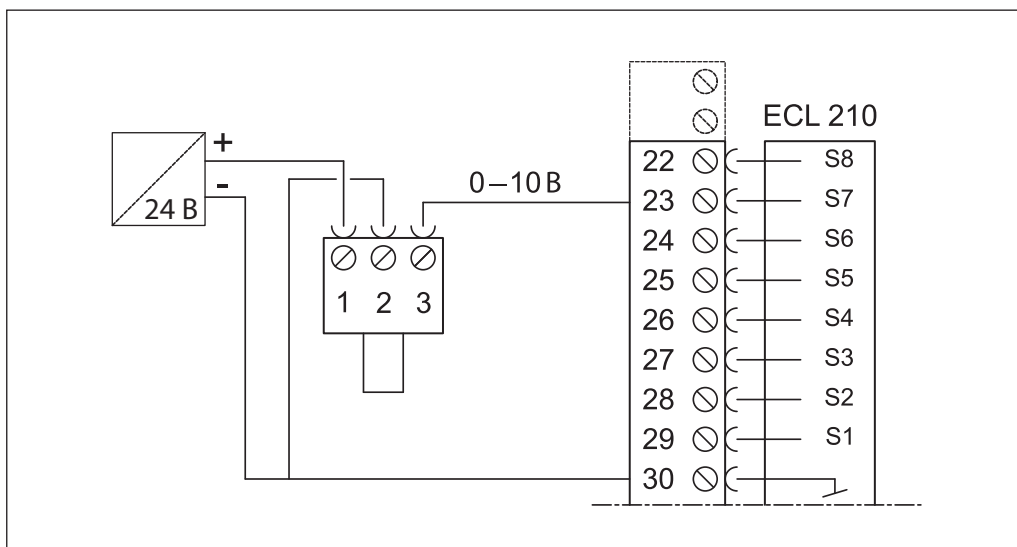 ECL 210
+
-
24 В
0–10 В
1 2 3
22 S8
23 S7
24 S6
25 S5
26 S4
27 S3
28 S2
29 S1
30